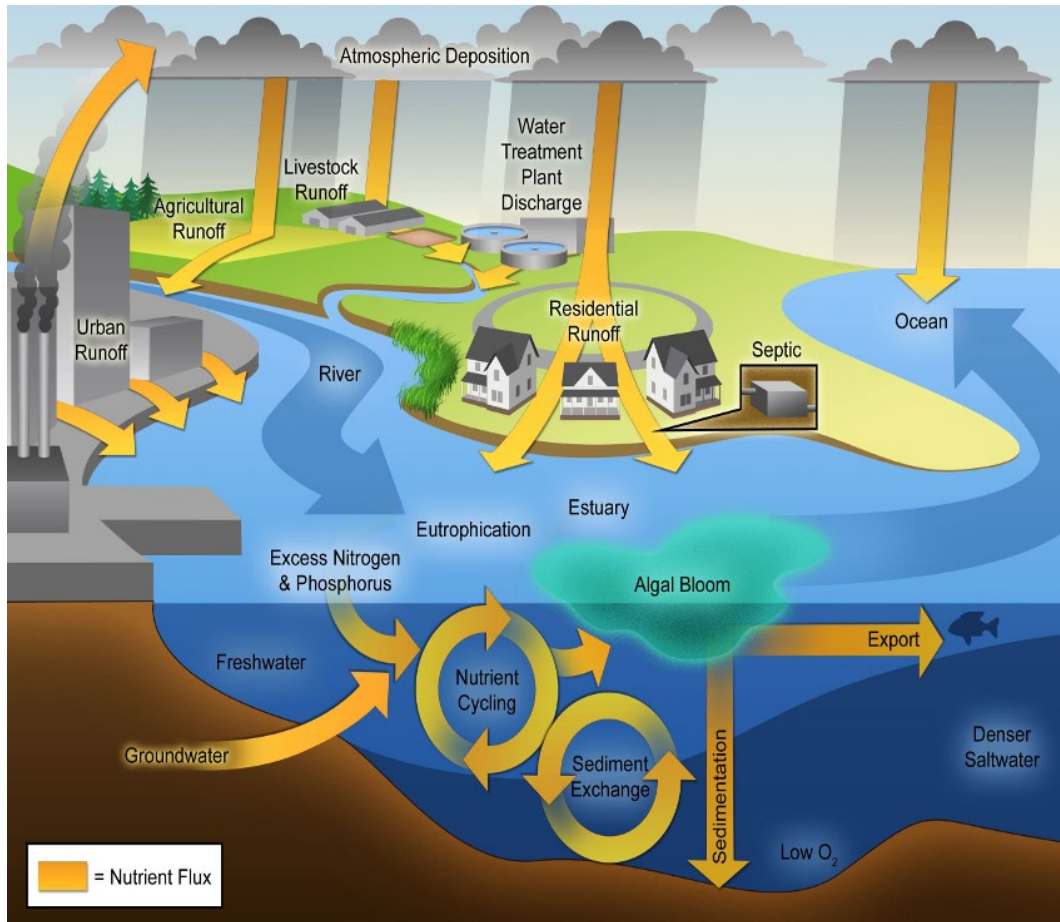 Atmospheric Deposition
Water
Treatment
Plant
Discharge
Livestock
Runoff
Agricultural
Runoff
Urban
Runoff
River
Residential
Runoff
Septic
Ocean
Estuary
Eutrophication
Excess Nitrogen
& Phosphorus
Algal Bloom
Export
Freshwater
Nutrient
Cycling
Groundwater
Sediment
Exchange
Sedimentation
Denser
Saltwater
Low O₂
= Nutrient Flux